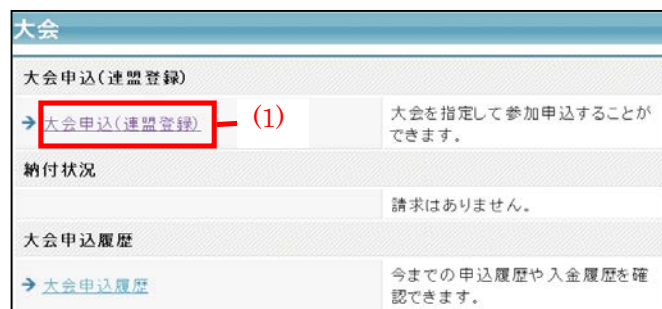 大会
大会申込(連盟登録)
→ 大会申込(連盟登録)
(1)
大会を指定して参加申込することが
できます。
納付状況
請求はありません。
大会申込履歴
→ 大会申込履歴
今までの申込履歴や入金履歴を確
認できます。